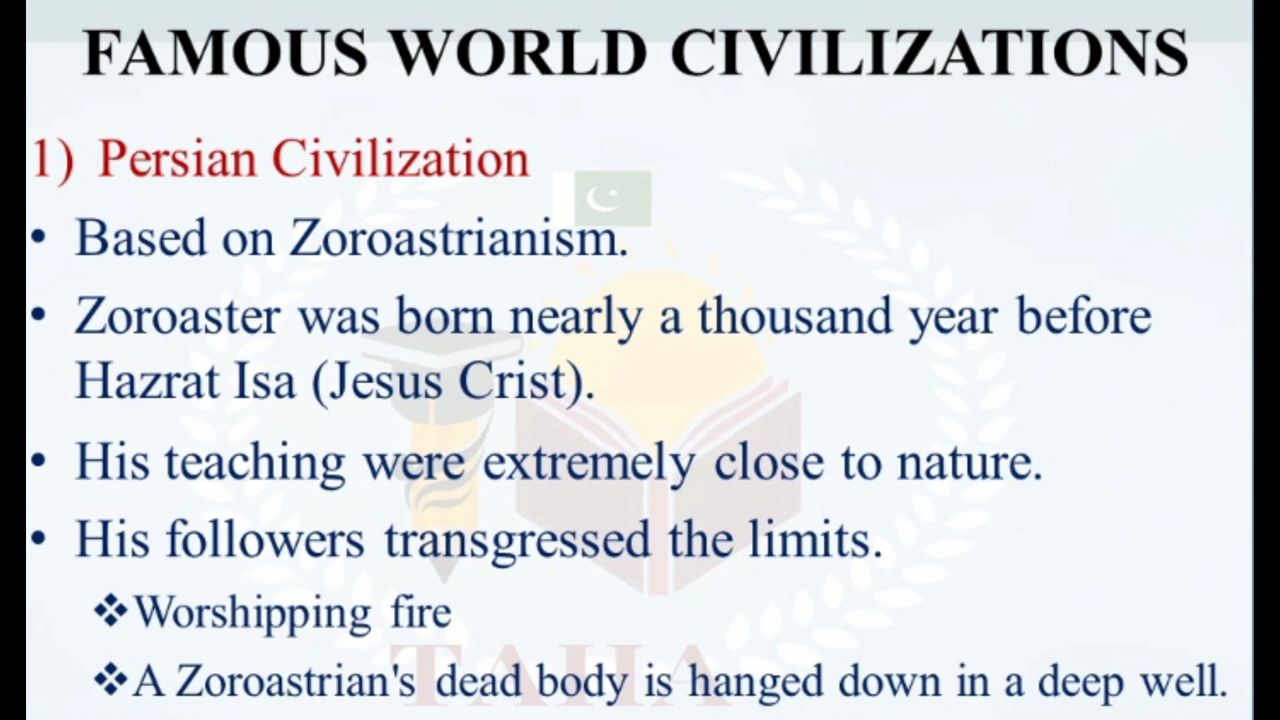 FAMOUS WORLD CIVILIZATIONS
1) Persian Civilization
• Based on Zoroastrianism.
• Zoroaster was born nearly a thousand year before
Hazrat Isa (Jesus Crist).
• His teaching were extremely close to nature.
• His followers transgressed the limits.
❖Worshipping fire
❖A Zoroastrian's dead body is hanged down in a deep well.
TAHA